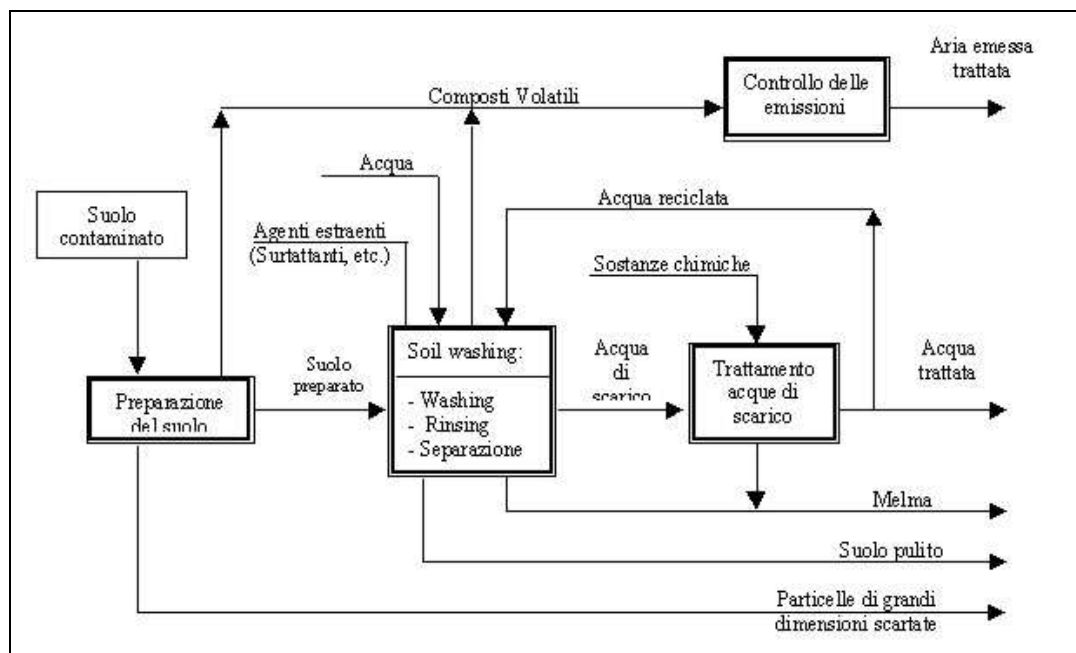 Aria emessa
trattata
Controllo delle
emissioni
Composti Volatili
Acqua
Acqua reciclata
Suolo
contaminato
Agenti estraenti
(Surtattanti, etc.)
Sostanze chimiche
Soil washing:
- Washing
- Rinsing
- Separazione
Suolo
preparato
Acqua
di
scarico
Trattamento
acque di
scarico
Acqua
trattata
Preparazione
del suolo
Melma
Suolo pulito
Particelle di grandi
dimensioni scartate